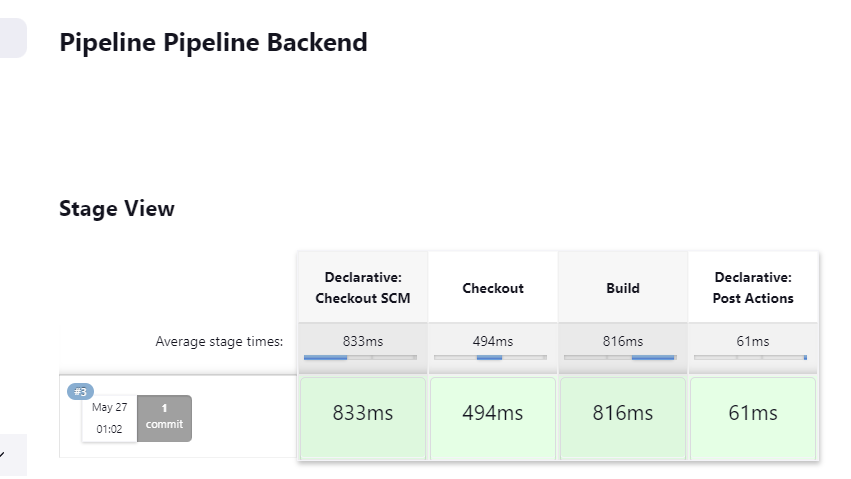 Pipeline Pipeline Backend
Stage View
Declarative:
Checkout SCM
Checkout
Build
Declarative:
Post Actions
Average stage times:
833ms
494ms
816ms
61ms
#3
May 27
01:02
1
commit
833ms
494ms
816ms
61ms